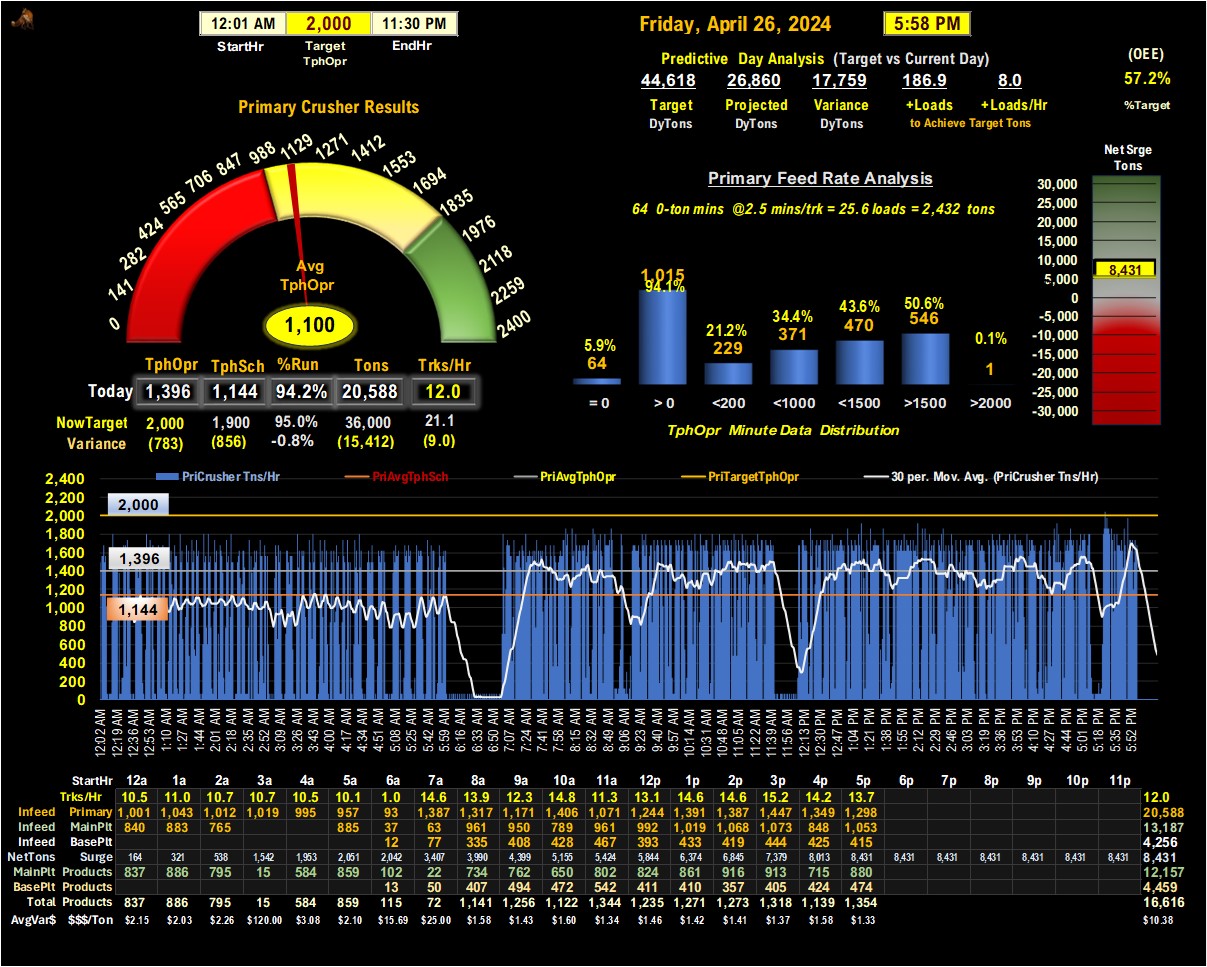 12:01 AM 2,000 11:30 PM
StartHr Target EndHr
TphOpr
Friday, April 26, 2024 5:58 PM
Predictive Day Analysis (Target vs Current Day)
44,618 26,860 17,759 186.9 8.0
Target Projected Variance +Loads +Loads/Hr
DyTons DyTons DyTons to Achieve Target Tons
(OEE)
57.2%
%Target
Primary Crusher Results
0 141 282 424 565 706 847 988 1129 1271 1412 1553 1694 1835 1976 2118 2259 2400
Avg
TphOpr
1,100
TphOpr TphSch %Run Tons Trks/Hr
Today 1,396 1,144 94.2% 20,588 12.0
NowTarget 2,000 1,900 95.0% 36,000 21.1
Variance (783) (856) -0.8% (15,412) (9.0)
Primary Feed Rate Analysis
64 0-ton mins @2.5 mins/trk = 25.6 loads = 2,432 tons
5.9% 94.1% 21.2% 34.4% 43.6% 50.6% 0.1%
64 1,015 229 371 470 546 1
= 0 > 0 <200 <1000 <1500 >1500 >2000
TphOpr Minute Data Distribution
Net Srge
Tons
30,000
25,000
20,000
15,000
10,000
8,431
5,000
0
-5,000
-10,000
-15,000
-20,000
-25,000
-30,000
PriCrusher Tns/Hr PriAvgTphSch PriAvgTphOpr PriTargetTphOpr 30 per. Mov. Avg. (PriCrusher Tns/Hr)
2,400
2,200
2,000
1,800
1,600
1,400
1,200
1,000
800
600
400
200
0
2,000
1,396
1,144
12:02 AM 12:19 AM 12:36 AM 12:53 AM 1:10 AM 1:27 AM 1:44 AM 2:01 AM 2:18 AM 2:35 AM 2:52 AM 3:09 AM 3:26 AM 3:43 AM 4:00 AM 4:17 AM 4:34 AM 4:51 AM 5:08 AM 5:25 AM 5:42 AM 5:59 AM 6:16 AM 6:33 AM 6:50 AM 7:07 AM 7:24 AM 7:41 AM 7:58 AM 8:15 AM 8:32 AM 8:49 AM 9:06 AM 9:23 AM 9:40 AM 9:57 AM 10:14 AM 10:31 AM 10:48 AM 11:05 AM 11:22 AM 11:39 AM 11:56 AM 12:13 PM 12:30 PM 12:47 PM 1:04 PM 1:21 PM 1:38 PM 1:55 PM 2:12 PM 2:29 PM 2:46 PM 3:03 PM 3:19 PM 3:36 PM 3:53 PM 4:10 PM 4:27 PM 4:44 PM 5:01 PM 5:18 PM 5:35 PM 5:52 PM
StartHr 12a 1a 2a 3a 4a 5a 6a 7a 8a 9a 10a 11a 12p 1p 2p 3p 4p 5p 6p 7p 8p 9p 10p 11p
Trks/Hr 10.5 11.0 10.7 10.7 10.5 10.1 1.0 14.6 13.9 12.3 14.8 11.3 13.1 14.6 14.6 15.2 14.2 13.7 12.0
Infeed Primary 1,001 1,043 1,012 1,019 995 957 93 1,387 1,317 1,171 1,406 1,071 1,244 1,391 1,387 1,447 1,349 1,298 20,588
Infeed MainPlt 840 883 765 885 37 63 961 950 789 961 992 1,019 1,068 1,073 848 1,053 13,187
Infeed BasePlt 12 77 335 408 428 467 393 433 419 444 425 415 4,256
NetTons Surge 164 321 538 1,542 1,953 2,051 2,042 3,407 3,990 4,399 5,155 5,424 5,844 6,374 6,845 7,379 8,013 8,431 8,431 8,431 8,431 8,431 8,431 8,431 8,431
MainPlt Products 837 886 795 15 584 859 102 22 734 762 650 802 824 861 916 913 715 880 12,157
BasePlt Products 13 50 407 494 472 542 411 410 357 405 424 474 4,459
Total Products 837 886 795 15 584 859 115 72 1,141 1,256 1,122 1,344 1,235 1,271 1,273 1,318 1,139 1,354 16,616
AvgVar$ $$$/Ton $2.15 $2.03 $2.26 $120.00 $3.08 $2.10 $15.69 $25.00 $1.58 $1.43 $1.60 $1.34 $1.46 $1.42 $1.41 $1.37 $1.58 $1.33 $10.38